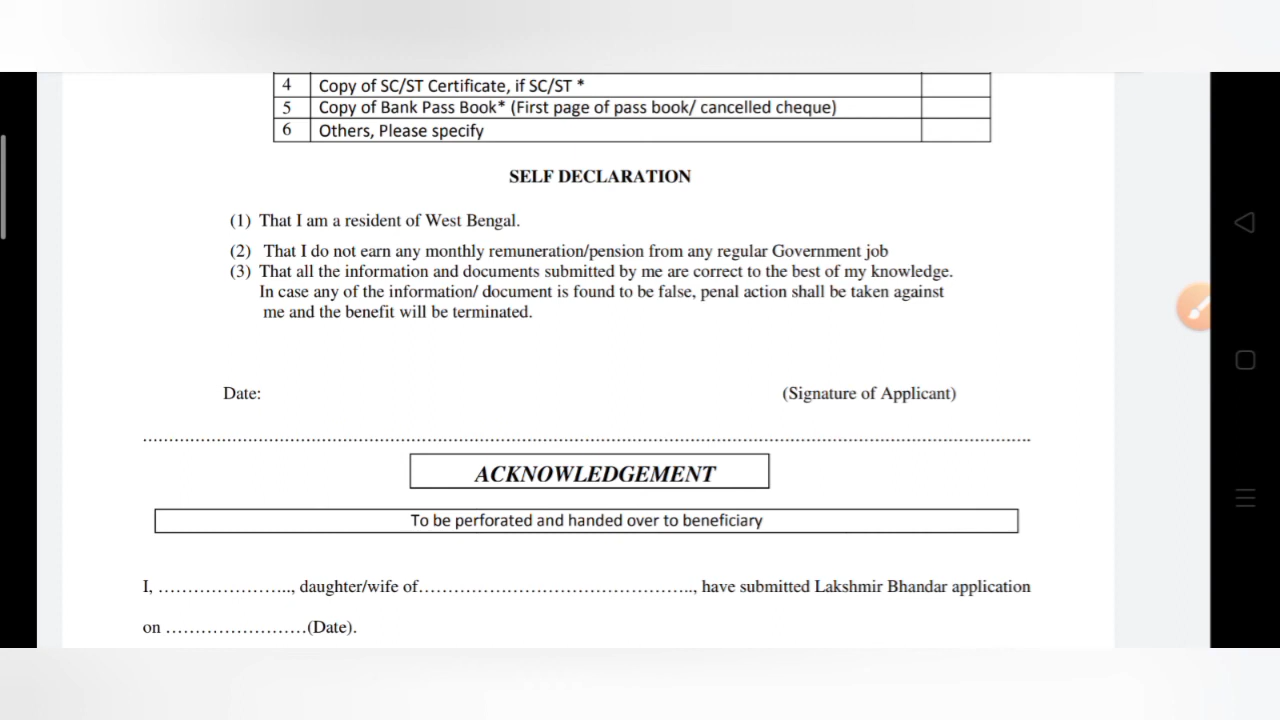 4 Copy of SC/ST Certificate, if SC/ST *
5 Copy of Bank Pass Book* (First page of pass book/ cancelled cheque)
6 Others, Please specify
SELF DECLARATION
(1) That I am a resident of West Bengal.
(2) That I do not earn any monthly remuneration/pension from any regular Government job
(3) That all the information and documents submitted by me are correct to the best of my knowledge.
In case any of the information/ document is found to be false, penal action shall be taken against
me and the benefit will be terminated.
Date: (Signature of Applicant)
ACKNOWLEDGEMENT
To be perforated and handed over to beneficiary
I, ………………….., daughter/wife of……………………………………….., have submitted Lakshmir Bhandar application
on ……………………(Date).